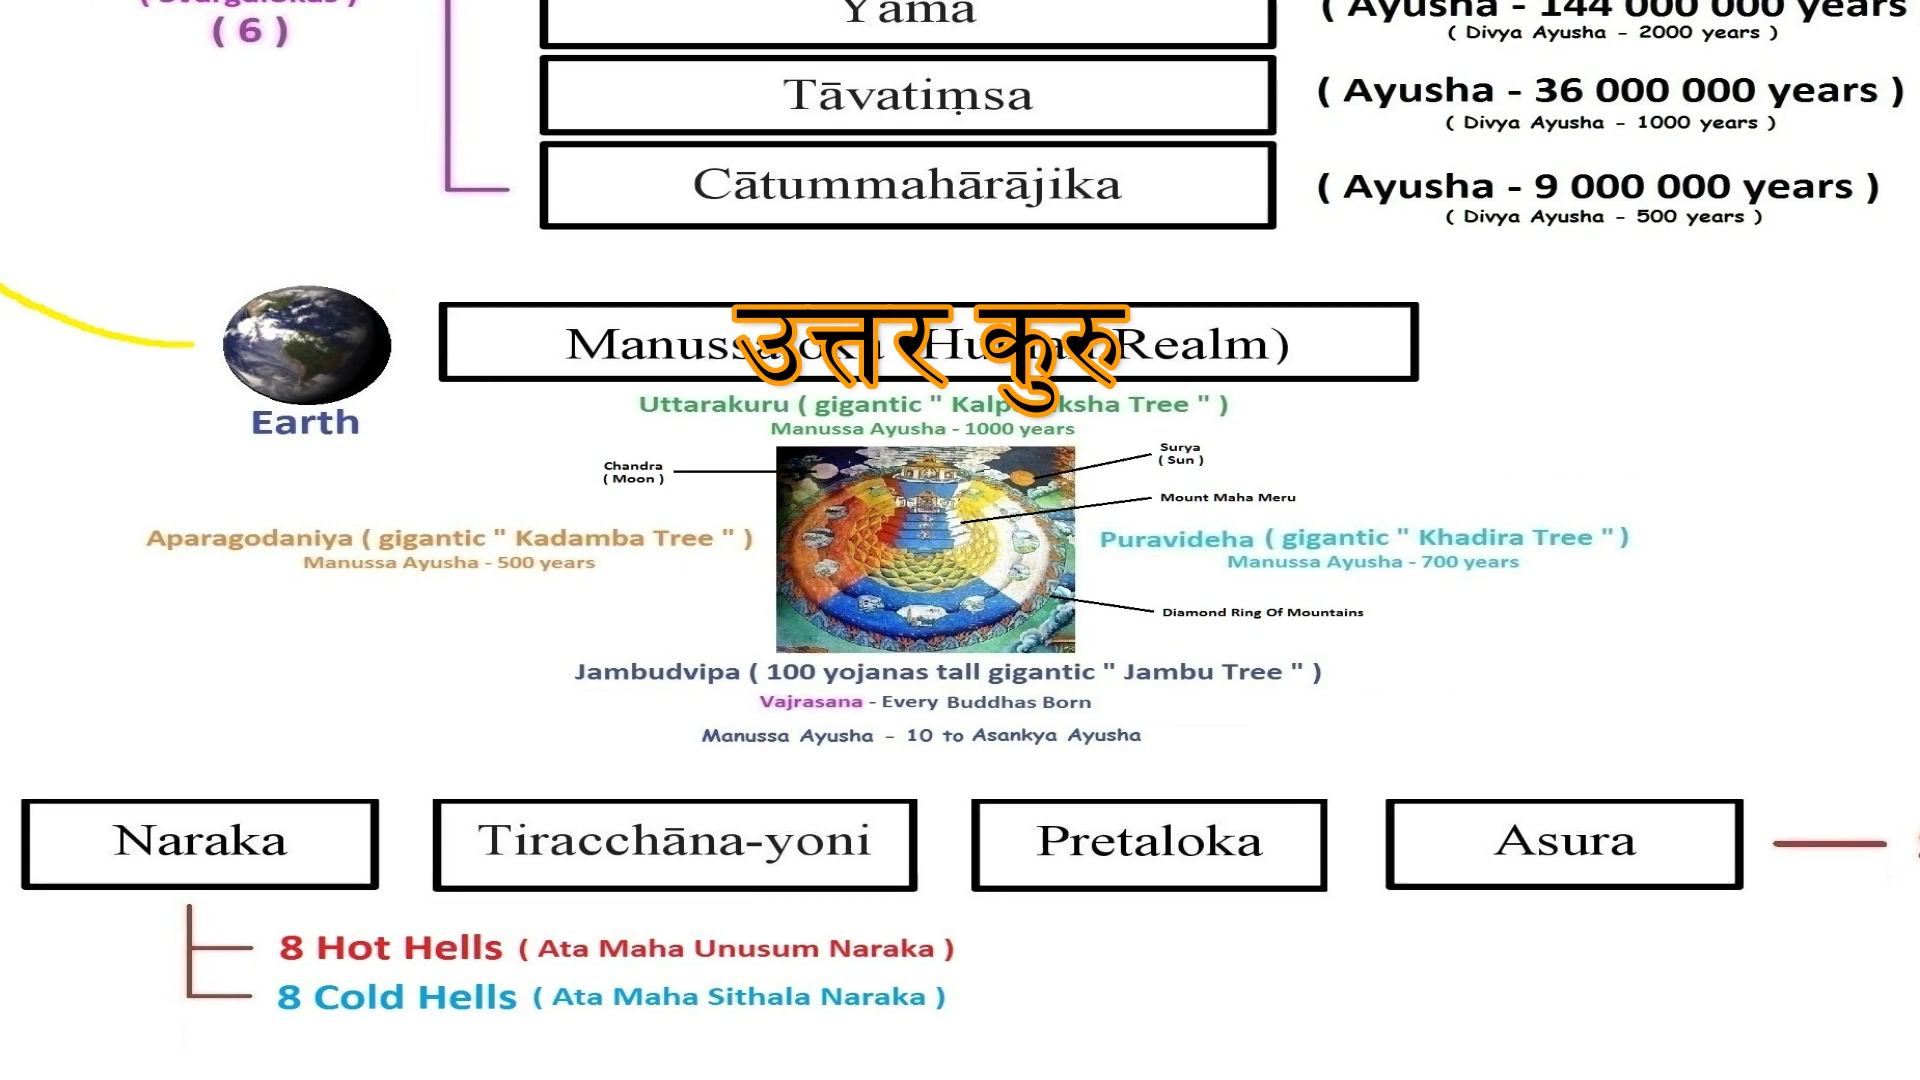 ( 6 )
Yama
( Ayusha - 144 000 000 years
( Divya Ayusha - 2000 years )
Tāvatiṃsa
( Ayusha - 36 000 000 years )
( Divya Ayusha - 1000 years )
Cātummahārājika
( Ayusha - 9 000 000 years )
( Divya Ayusha - 500 years )
(Human Realm)
उत्तर कुरु
Earth
Uttarakuru ( gigantic " Tree " )
Manussa Ayusha - 1000 years
Chandra
( Moon )
Surya
( Sun )
Mount Maha Meru
Aparagodaniya ( gigantic " Kadamba Tree " )
Manussa Ayusha - 500 years
Puravideha ( gigantic " Khadira Tree " )
Manussa Ayusha - 700 years
Diamond Ring Of Mountains
Jambudvipa ( 100 yojanas tall gigantic " Jambu Tree " )
Vajrasana - Every Buddhas Born
Manussa Ayusha - 10 to Asankya Ayusha
Naraka
Tiracchāna-yoni
Pretaloka
Asura
8 Hot Hells ( Ata Maha Unusum Naraka )
8 Cold Hells ( Ata Maha Sithala Naraka )